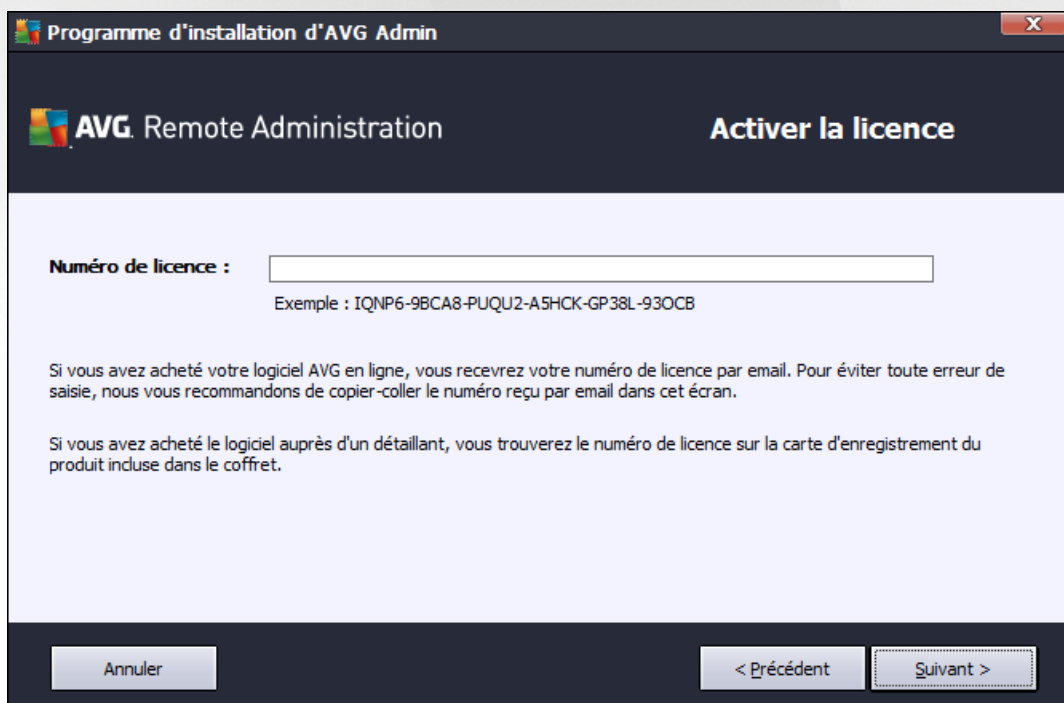 Programme d'installation d'AVG Admin
AVG. Remote Administration
Activer la licence
Numéro de licence :
Exemple : IQNP6-9BCA8-PUQU2-A5HCK-GP38L-93OCB
Si vous avez acheté votre logiciel AVG en ligne, vous recevrez votre numéro de licence par email. Pour éviter toute erreur de
saisie, nous vous recommandons de copier-coller le numéro reçu par email dans cet écran.
Si vous avez acheté le logiciel auprès d'un détaillant, vous trouverez le numéro de licence sur la carte d'enregistrement du
produit incluse dans le coffret.
Annuler
< Précédent
Suivant >